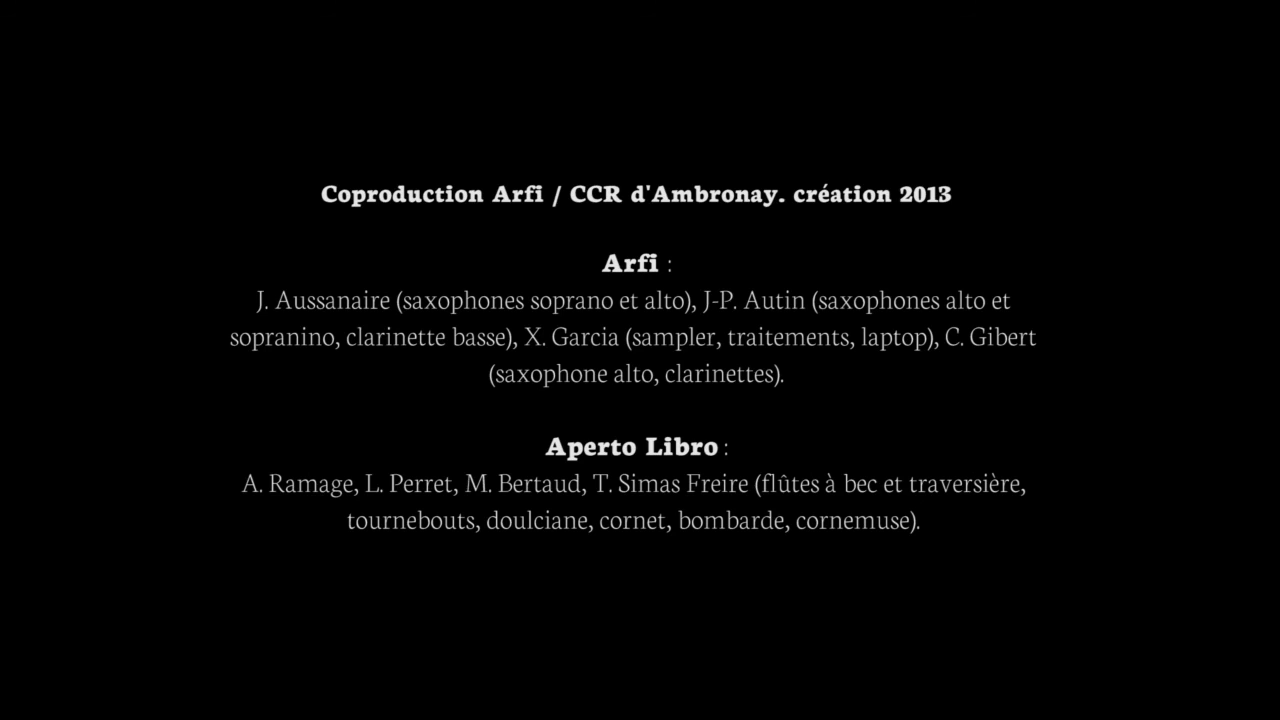 Coproduction Arfi / CCR d'Ambronay. création 2013
Arfi :
J. Aussanaire (saxophones soprano et alto), J-P. Autin (saxophones alto et
sopranino, clarinette basse), X. Garcia (sampler, traitements, laptop), C. Gibert
(saxophone alto, clarinettes).
Aperto Libro :
A. Ramage, L. Perret, M. Bertaud, T. Simas Freire (flûtes à bec et traversière,
tournebouts, doulciane, cornet, bombarde, cornemuse).